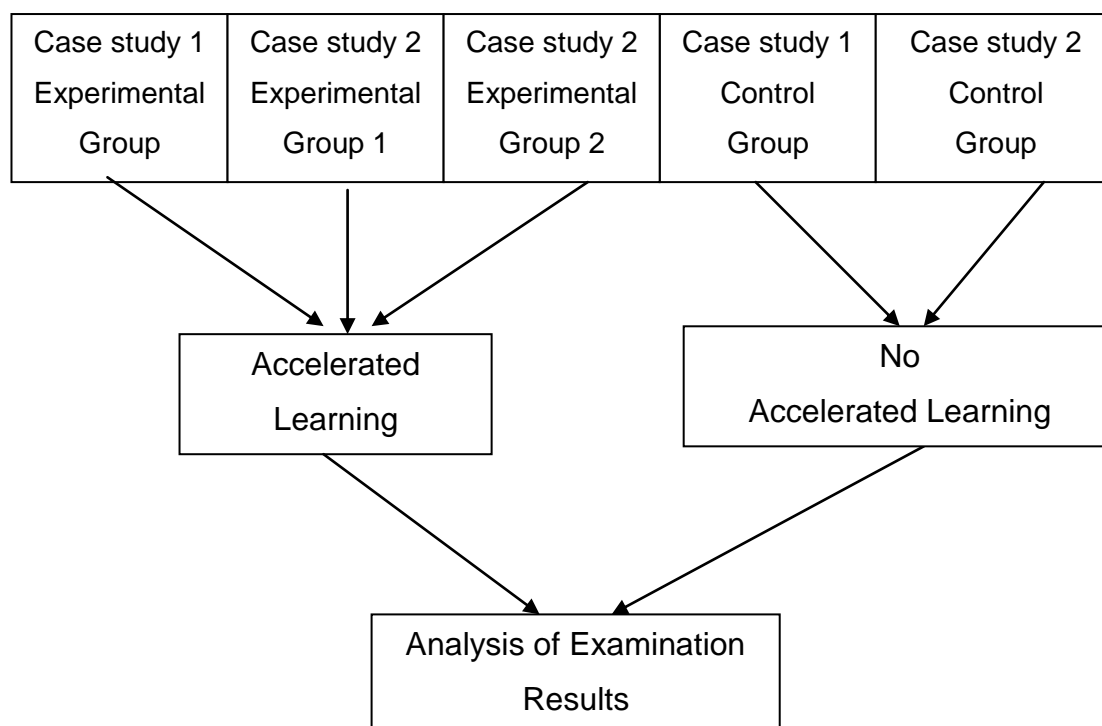 Case study 1
Experimental
Group
Case study 2
Experimental
Group 1
Case study 2
Experimental
Group 2
Case study 1
Control
Group
Case study 2
Control
Group
Accelerated
Learning
No
Accelerated Learning
Analysis of Examination
Results